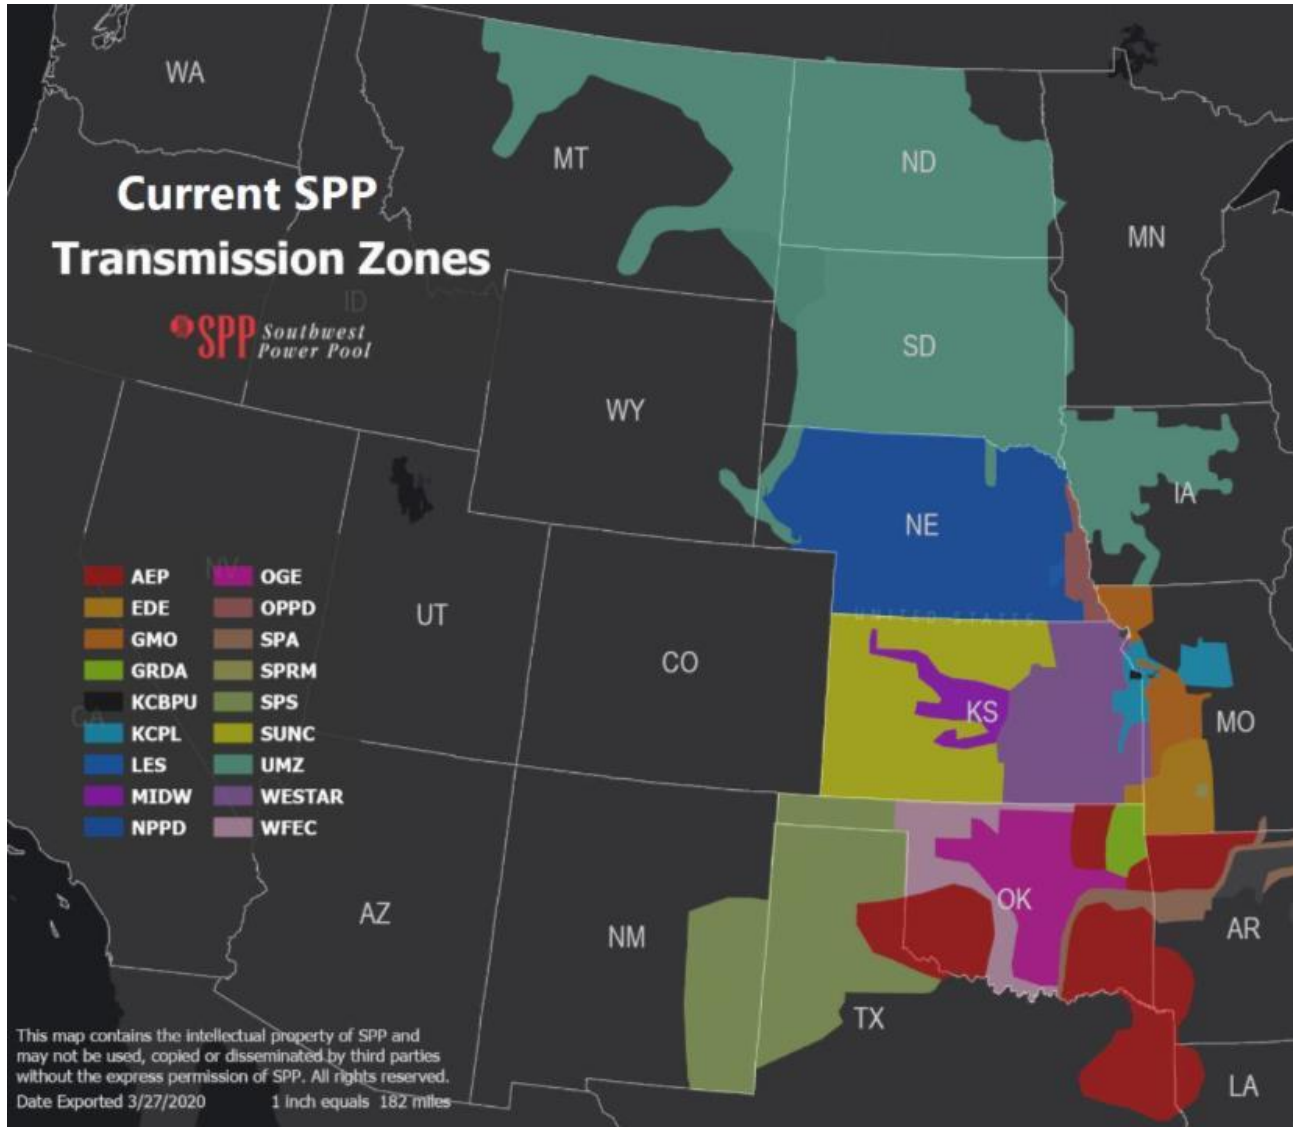 WA
MT
ND
MN
Current SPP
Transmission Zones
ID
SPP Southwest
Power Pool
SD
WY
IA
NE
NV
AEP OGE
EDE OPPD
GMO SPA
GRDA SPRM
KCBPU SPS
KCPL SUNC
LES UMZ
MIDW WESTAR
NPPD WFEC
UNITED STATES
UT
CO
KS
MO
CA
OK
AZ
NM
AR
TX
LA
This map contains the intellectual property of SPP and
may not be used, copied or disseminated by third parties
without the express permission of SPP. All rights reserved.
Date Exported 3/27/2020 1 inch equals 182 miles